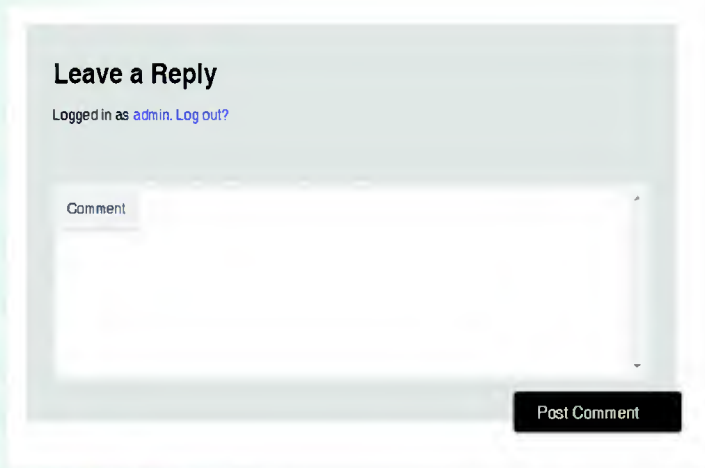 Leave a Reply
Logged in as admin. Log out?
Comment
Post Comment